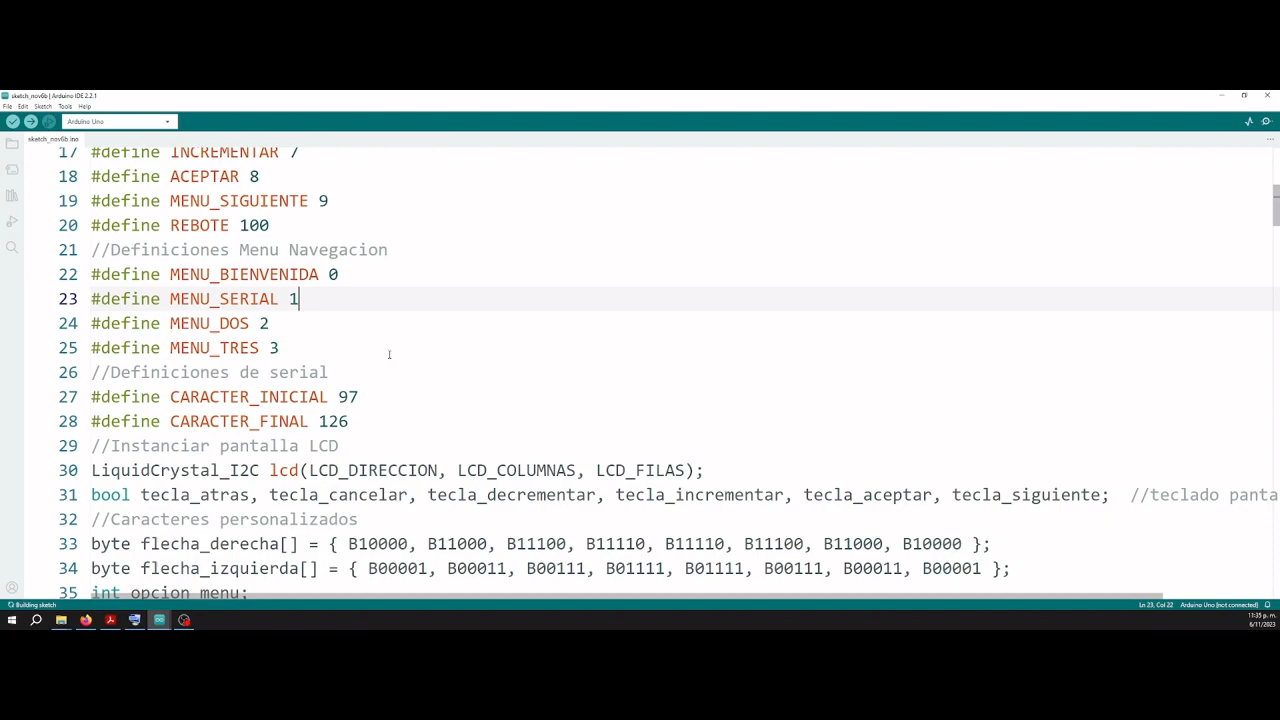 sketch_nov6b | Arduino IDE 2.2.1
File Edit Sketch Tools Help
Arduino Uno
sketch_nov6b.ino
17 #define INCREMENTAR 7
18 #define ACEPTAR 8
19 #define MENU_SIGUIENTE 9
20 #define REBOTE 100
21 //Definiciones Menu Navegacion
22 #define MENU_BIENVENIDA 0
23 #define MENU_SERIAL 1
24 #define MENU_DOS 2
25 #define MENU_TRES 3
26 //Definiciones de serial
27 #define CARACTER_INICIAL 97
28 #define CARACTER_FINAL 126
29 //Instanciar pantalla LCD
30 LiquidCrystal_I2C lcd(LCD_DIRECCION, LCD_COLUMNAS, LCD_FILAS);
31 bool tecla_atras, tecla_cancelar, tecla_decrementar, tecla_incrementar, tecla_aceptar, tecla_siguiente; //teclado panta
32 //Caracteres personalizados
33 byte flecha_derecha[] = { B10000, B11000, B11100, B11110, B11110, B11100, B11000, B10000 };
34 byte flecha_izquierda[] = { B00001, B00011, B00111, B01111, B01111, B00111, B00011, B00001 };
35 int opcion_menu;
Building sketch
Ln 23, Col 22 Arduino Uno [not connected]
11:35 p. m.
6/11/2023